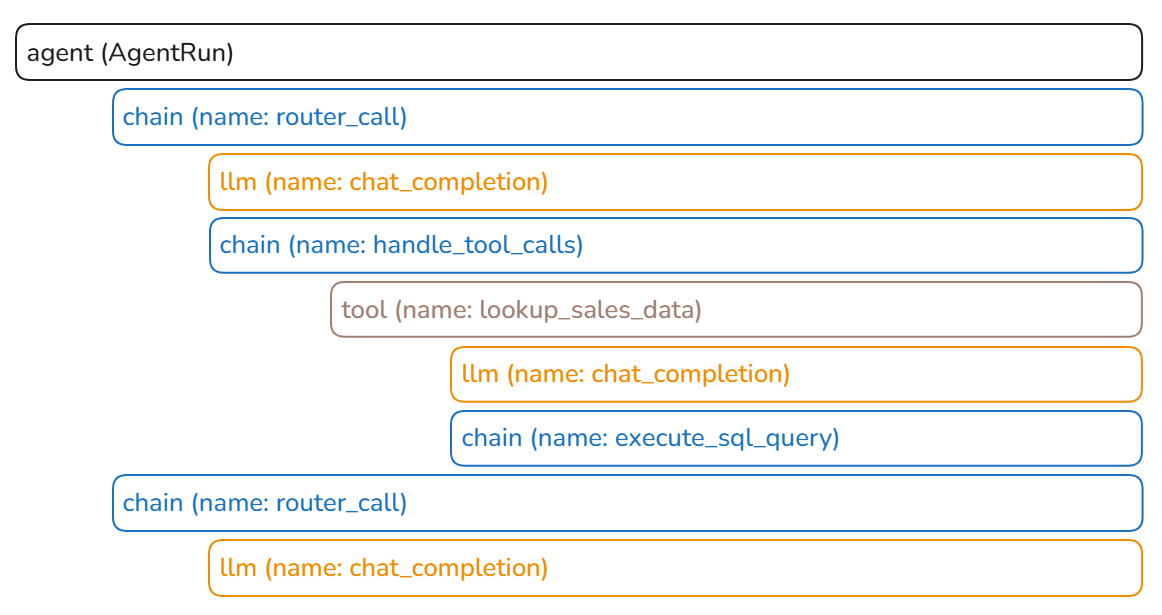 agent (AgentRun)
chain (name: router_call)
llm (name: chat_completion)
chain (name: handle_tool_calls)
tool (name: lookup_sales_data)
llm (name: chat_completion)
chain (name: execute_sql_query)
chain (name: router_call)
llm (name: chat_completion)